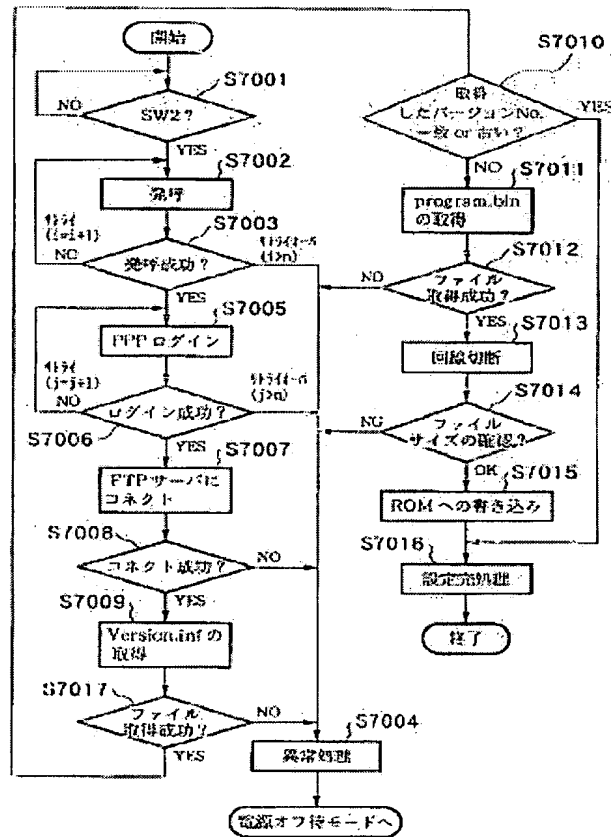 開始
S7001
SW2?
NO
YES
S7002
発呼
S7003
リトライ
(i=i+1)
NO
発呼成功?
リトライオーバ
(i>n)
YES
S7005
PPP ログイン
リトライ
(j=j+1)
NO
ログイン成功?
リトライオーバ
(j>n)
S7006
YES
S7007
FTP サーバに
コネクト
S7008
コネクト成功?
NO
YES
S7009
Version.infの
取得
S7017
ファイル
取得成功?
NO
YES
S7004
異常処理
電源オフ待モードへ
S7010
取得
したバージョンNo.
一致 or 古い?
YES
NO
S7011
program.bin
の取得
S7012
ファイル
取得成功?
NO
YES
S7013
回線切断
S7014
ファイル
サイズの確認?
NG
OK
S7015
ROM への書き込み
S7016
設定完処理
終了